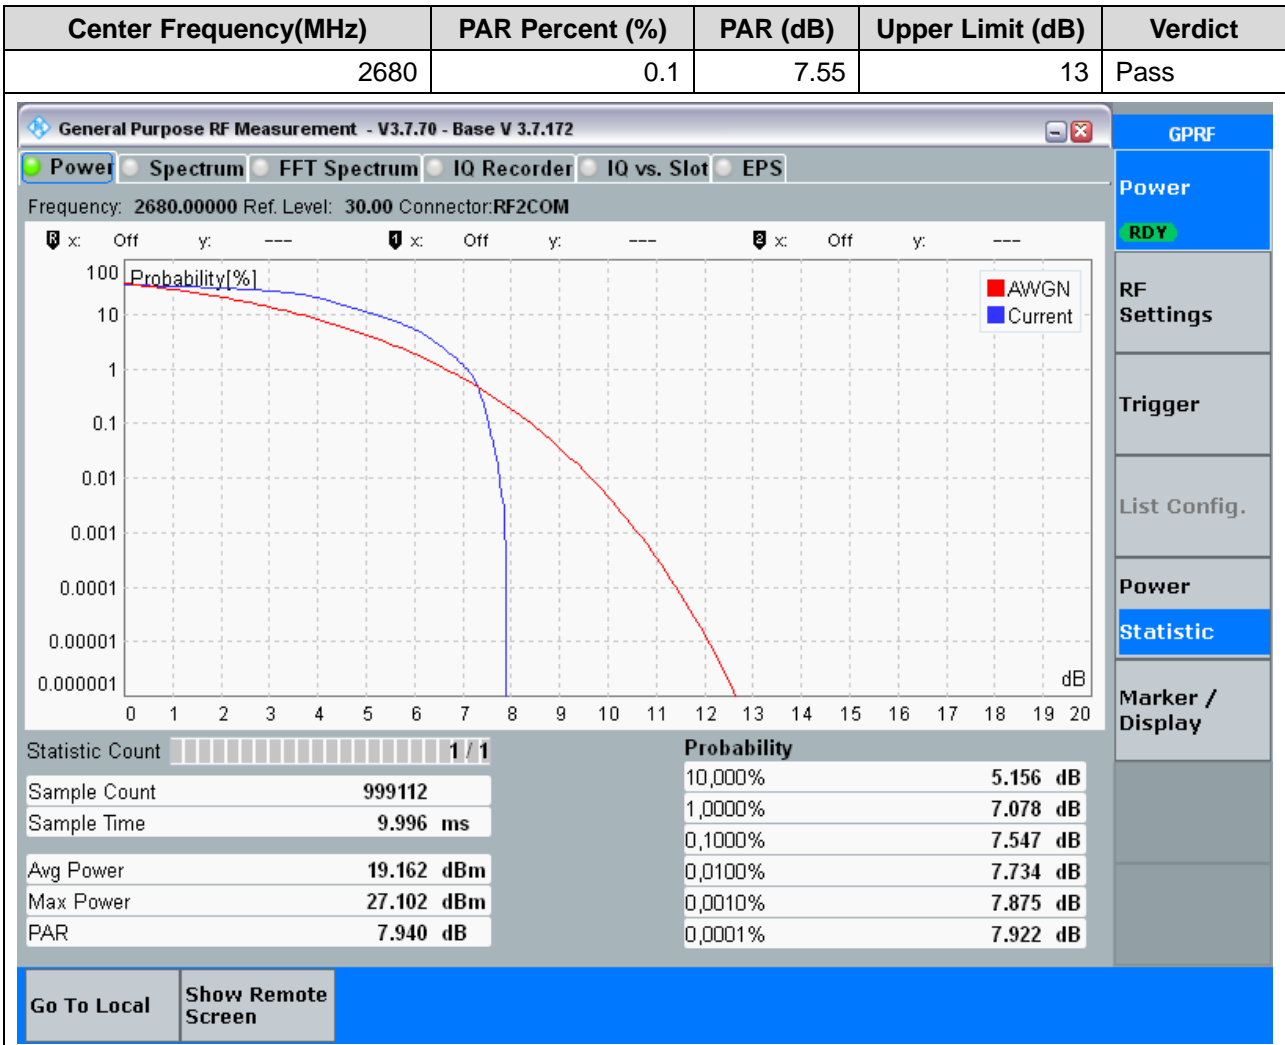 Center Frequency(MHz) PAR Percent (%) PAR (dB) Upper Limit (dB) Verdict
2680 0.1 7.55 13 Pass
General Purpose RF Measurement - V3.7.70 - Base V 3.7.172
GPRF
Power Spectrum FFT Spectrum IQ Recorder IQ vs. Slot EPS
Power
RDY
Frequency: 2680.00000 Ref. Level: 30.00 Connector:RF2COM
R x: Off y: --- 1 x: Off y: --- 2 x: Off y: ---
Probability[%]
AWGN
Current
100
10
1
0.1
0.01
0.001
0.0001
0.00001
0.000001
dB
0 1 2 3 4 5 6 7 8 9 10 11 12 13 14 15 16 17 18 19 20
RF
Settings
Trigger
List Config.
Power
Statistic
Marker /
Display
Statistic Count 1 / 1
Sample Count 999112
Sample Time 9.996 ms
Avg Power 19.162 dBm
Max Power 27.102 dBm
PAR 7.940 dB
Probability
10,000% 5.156 dB
1,0000% 7.078 dB
0,1000% 7.547 dB
0,0100% 7.734 dB
0,0010% 7.875 dB
0,0001% 7.922 dB
Go To Local
Show Remote
Screen